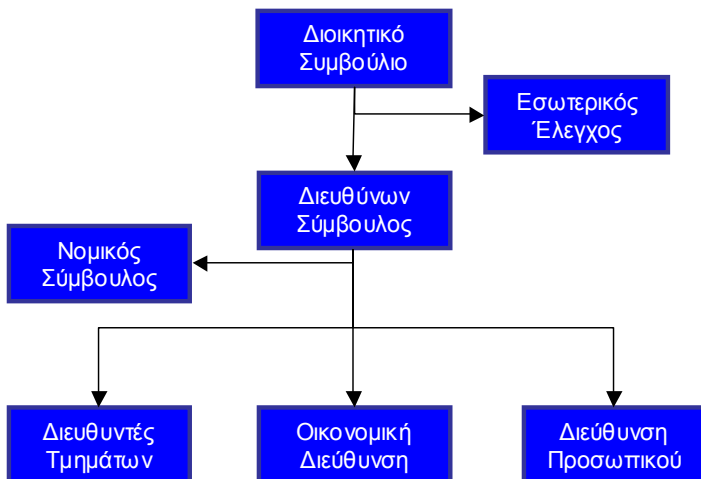 Διοικητικό
Συμβούλιο
Εσωτερικός
Έλεγχος
Διευθύνων
Σύμβουλος
Νομικός
Σύμβουλος
Διευθυντές
Τμημάτων
Οικονομική
Διεύθυνση
Διεύθυνση
Προσωπικού